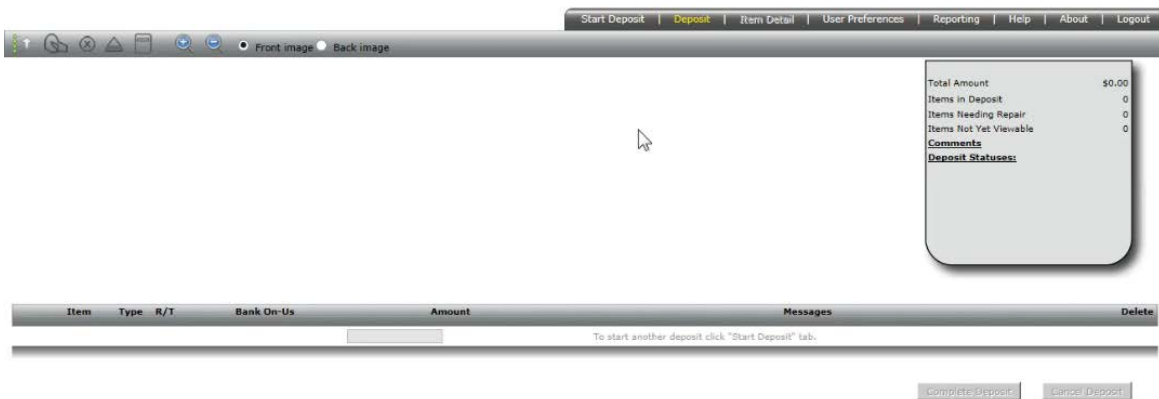 Start Deposit | Deposit | Item Detail | User Preferences | Reporting | Help | About | Logout
Front image Back image
Total Amount $0.00
Items in Deposit 0
Items Needing Repair 0
Items Not Yet Viewable 0
Comments
Deposit Statuses:
Item Type R/T Bank On-Us Amount Messages Delete
To start another deposit click "Start Deposit" tab.
Complete Deposit Cancel Deposit